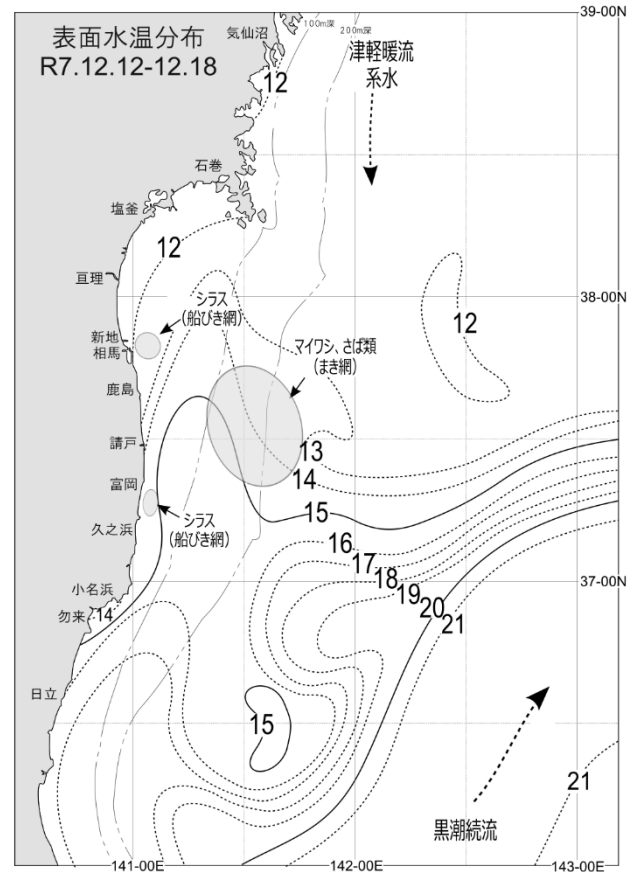 表面水温分布
R7.12.12-12.18
39-00N
気仙沼
100m深
200m深
津軽暖流
系水
12
石巻
塩釜
12
亘理
38-00N
シラス
(船びき網)
12
新地
相馬
マイワシ、さば類
(まき網)
鹿島
請戸
13
14
富岡
15
シラス
(船びき網)
久之浜
16
17
18
19
20
21
37-00N
小名浜
14
勿来
日立
15
21
黒潮続流
141-00E
142-00E
143-00E